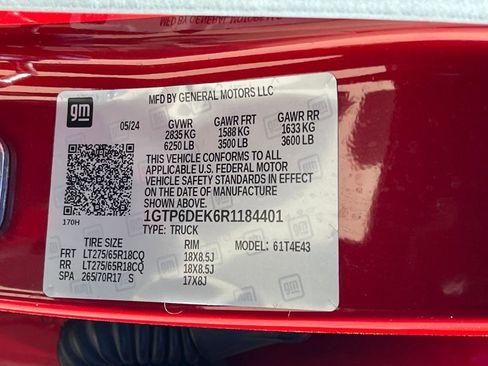 MFD BY GENERAL MOTORS LLC
gm
05/24 GVWR GAWR FRT GAWR RR
2835 KG 1588 KG 1633 KG
6250 LB 3500 LB 3600 LB
THIS VEHICLE CONFORMS TO ALL
APPLICABLE U.S. FEDERAL MOTOR
VEHICLE SAFETY STANDARDS IN EFFECT
ON THE DATE OF MANUFACTURE
SHOWN ABOVE.
1GTP6DEK6R1184401
TYPE: TRUCK
170H
TIRE SIZE RIM MODEL: 61T4E43
FRT LT275/65R18CQ 18X8.5J
RR LT275/65R18CQ 18X8.5J
SPA 265/70R17 S 17X8J